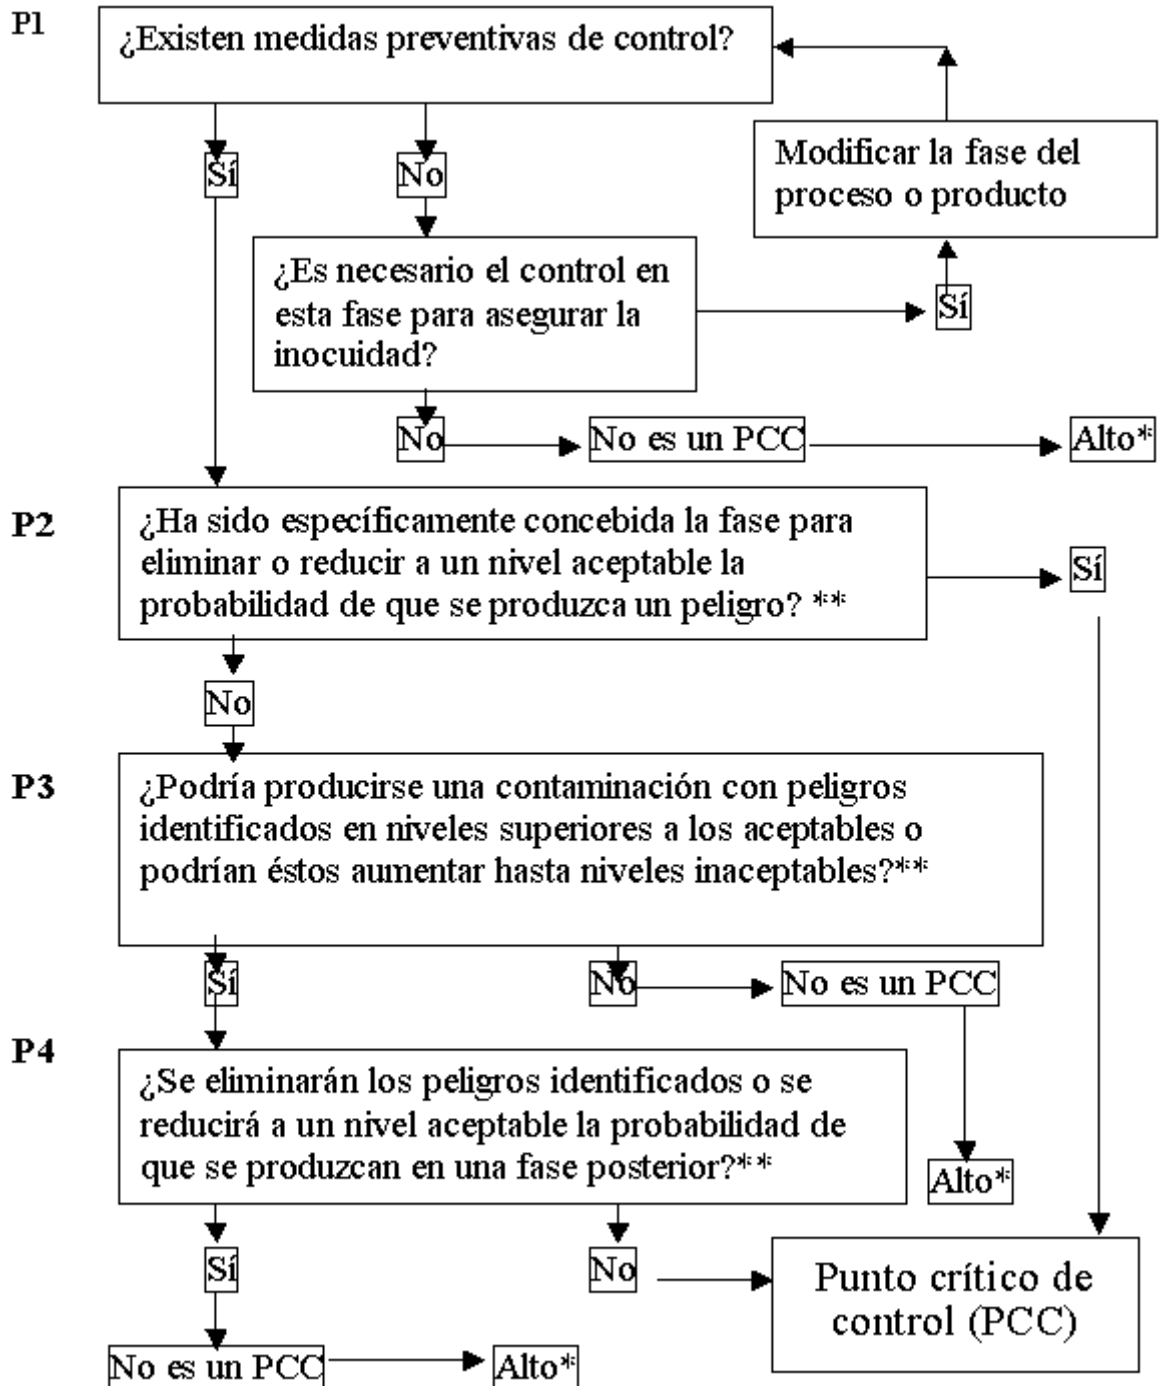 P1
¿Existen medidas preventivas de control?
Sí
No
Modificar la fase del
proceso o producto
¿Es necesario el control en
esta fase para asegurar la
inocuidad?
Sí
No
No es un PCC
Alto*
P2
¿Ha sido específicamente concebida la fase para
eliminar o reducir a un nivel aceptable la
probabilidad de que se produzca un peligro? **
Sí
No
P3
¿Podría producirse una contaminación con peligros
identificados en niveles superiores a los aceptables o
podrían éstos aumentar hasta niveles inaceptables?**
Sí
No
No es un PCC
Alto*
P4
¿Se eliminarán los peligros identificados o se
reducirá a un nivel aceptable la probabilidad de
que se produzcan en una fase posterior?**
Sí
No
Punto crítico de
control (PCC)
No es un PCC
Alto*